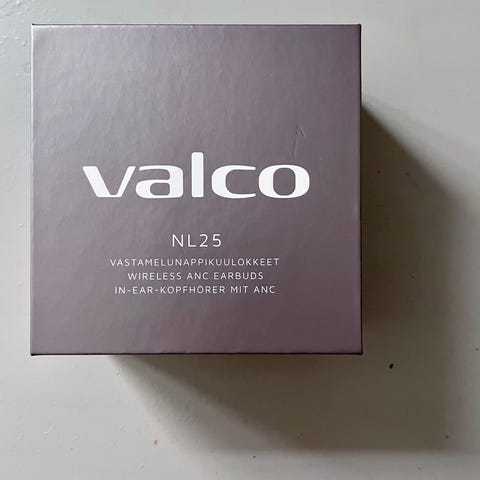 valco
NL25
VASTAMELUNAPPIKUULOKKEET
WIRELESS ANC EARBUDS
IN-EAR-KOPFHÖRER MIT ANC